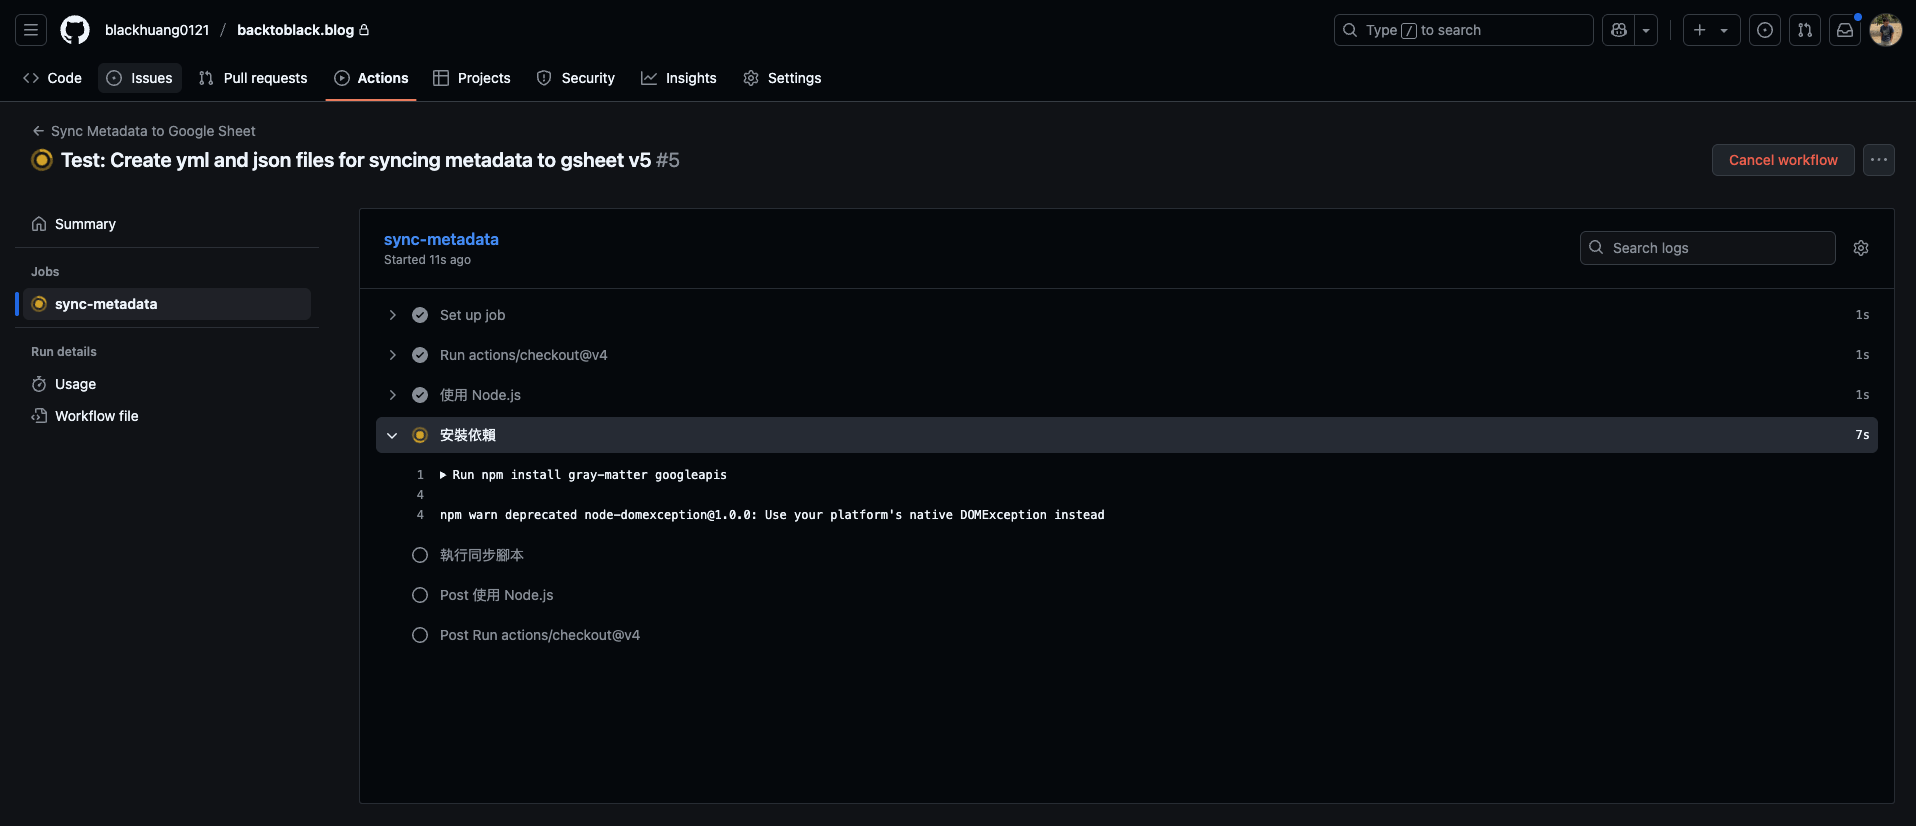 blackhuang0121 / backtoblack.blog
Type / to search
Code
Issues
Pull requests
Actions
Projects
Security
Insights
Settings
Sync Metadata to Google Sheet
Test: Create yml and json files for syncing metadata to gsheet v5 #5
Cancel workflow
Summary
Jobs
sync-metadata
Run details
Usage
Workflow file
sync-metadata
Started 11s ago
Search logs
Set up job 1s
Run actions/checkout@v4 1s
使用 Node.js 1s
安裝依賴 7s
1 Run npm install gray-matter googleapis
4
4 npm warn deprecated node-domexception@1.0.0: Use your platform's native DOMException instead
執行同步腳本
Post 使用 Node.js
Post Run actions/checkout@v4